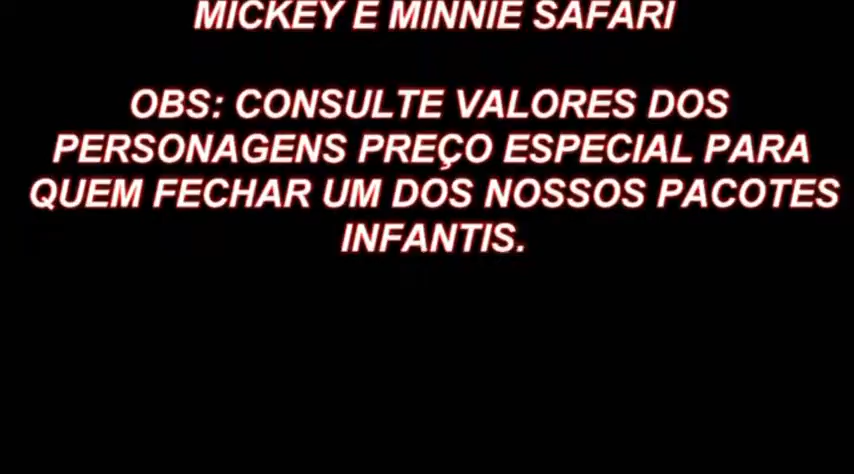 MICKEY E MINNIE SAFARI
OBS: CONSULTE VALORES DOS
PERSONAGENS PREÇO ESPECIAL PARA
QUEM FECHAR UM DOS NOSSOS PACOTES
INFANTIS.